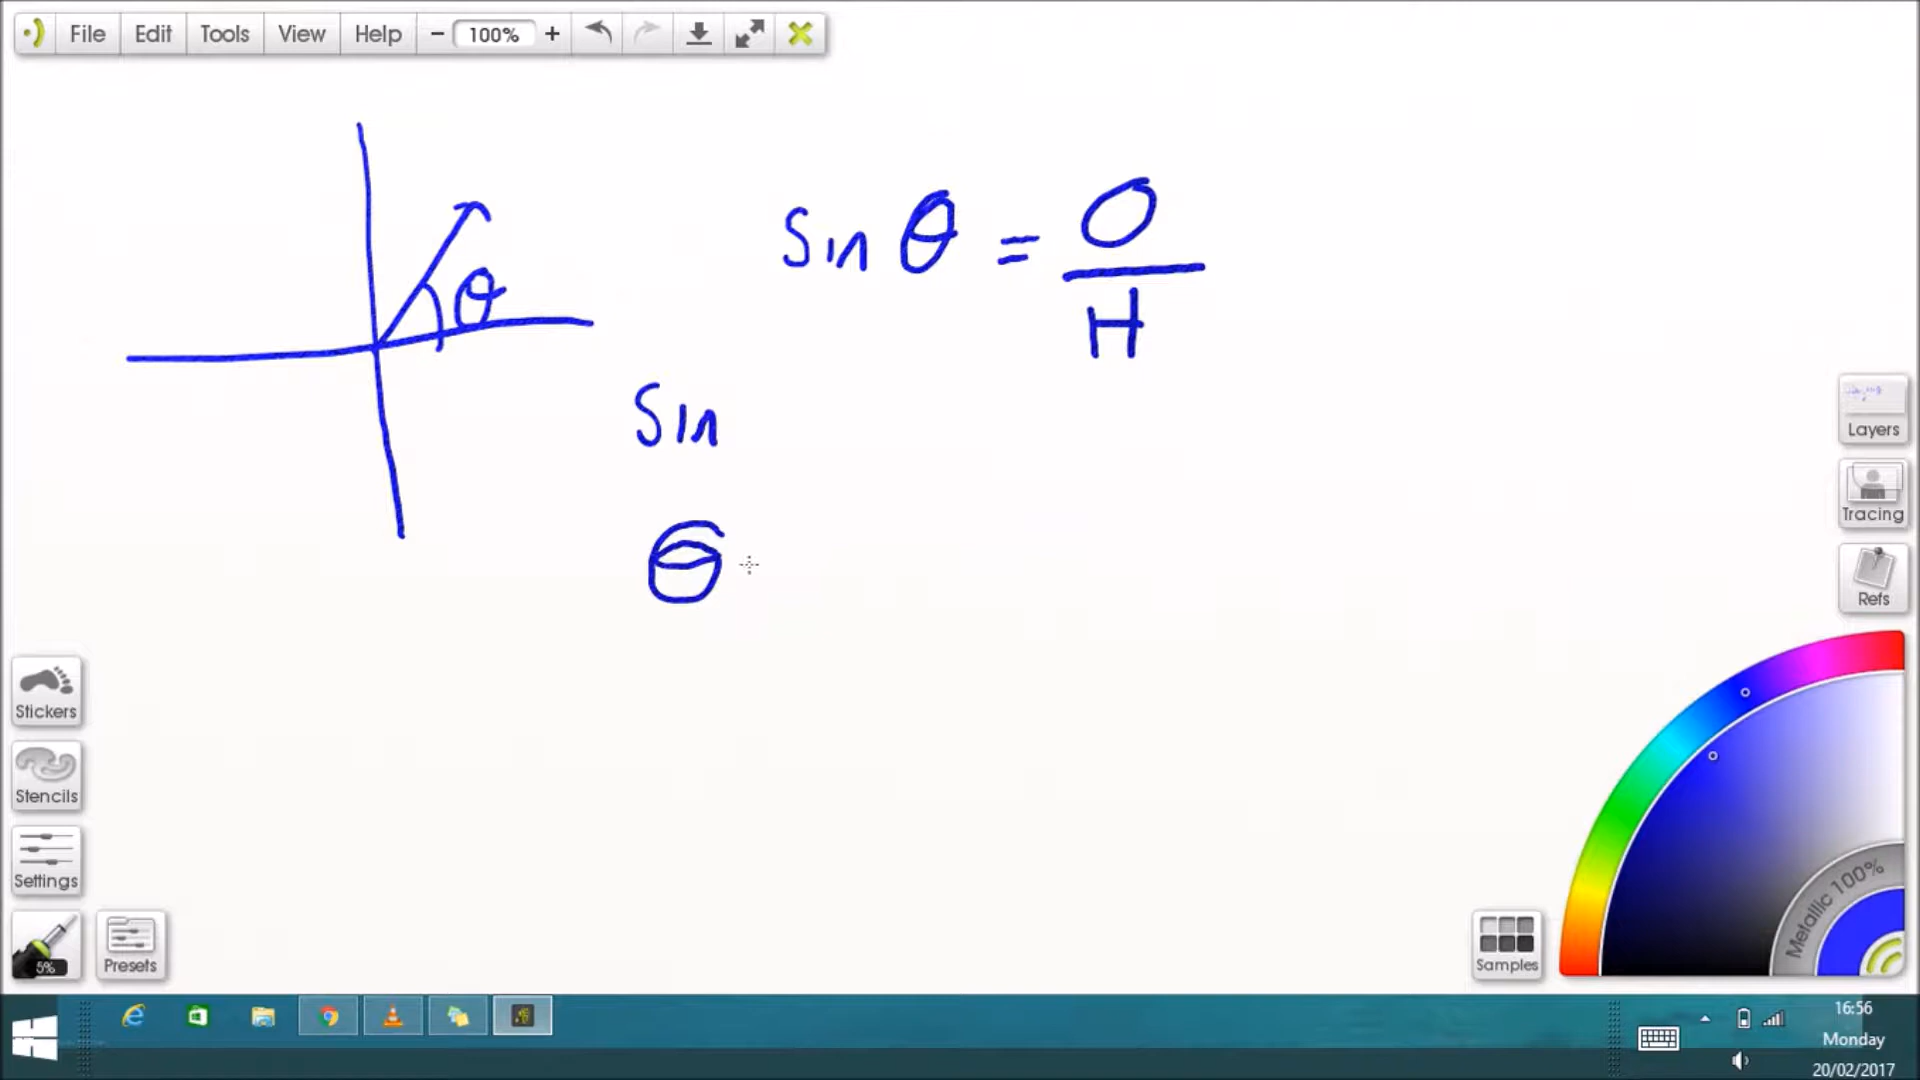 File Edit Tools View Help − 100% +
θ
sin θ = O
H
sin
θ
Layers
Tracing
Refs
Stickers
Stencils
Settings
5%
Presets
Samples
Metallic 100%
16:56
Monday
20/02/2017